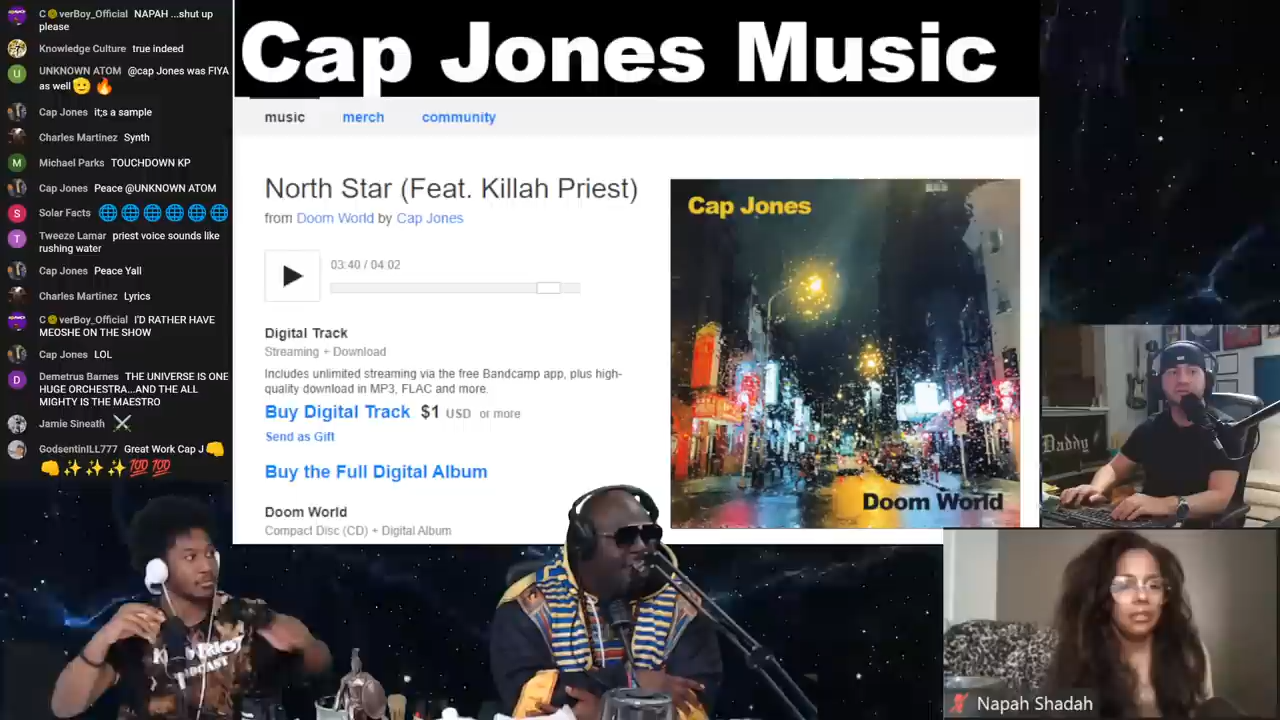 C verBoy_Official NAPAH ...shut up
please
Knowledge Culture true indeed
UNKNOWN ATOM @cap Jones was FIYA
as well
Cap Jones it;s a sample
Charles Martinez Synth
Michael Parks TOUCHDOWN KP
Cap Jones Peace @UNKNOWN ATOM
Solar Facts
Tweeze Lamar priest voice sounds like
rushing water
Cap Jones Peace Yall
Charles Martinez Lyrics
C verBoy_Official I'D RATHER HAVE
MEOSHE ON THE SHOW
Cap Jones LOL
Demetrus Barnes THE UNIVERSE IS ONE
HUGE ORCHESTRA...AND THE ALL
MIGHTY IS THE MAESTRO
Jamie Sineath
GodsentinILL777 Great Work Cap J
100 100
Cap Jones Music
music merch community
North Star (Feat. Killah Priest)
from Doom World by Cap Jones
03:40 / 04:02
Digital Track
Streaming + Download
Includes unlimited streaming via the free Bandcamp app, plus high-
quality download in MP3, FLAC and more.
Buy Digital Track $1 USD or more
Send as Gift
Buy the Full Digital Album
Doom World
Compact Disc (CD) + Digital Album
Cap Jones
Doom World
Daddy
PODCAST
Napah Shadah